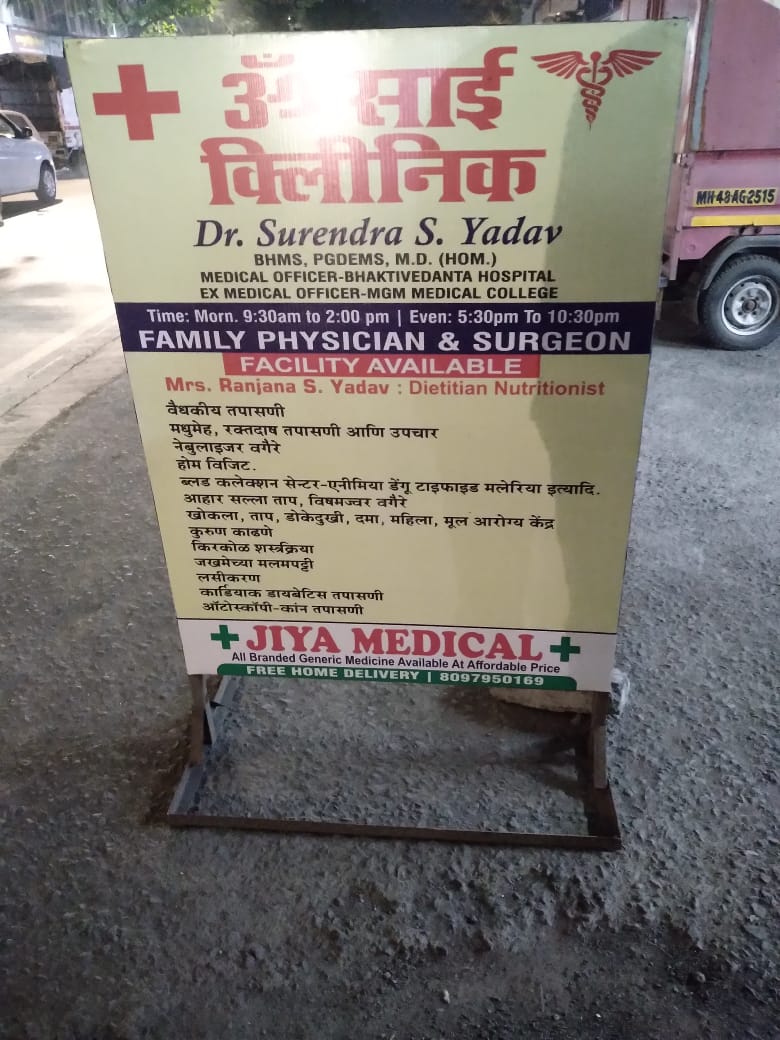 ॐ साई
क्लिीनिक
Dr. Surendra S. Yadav
BHMS, PGDEMS, M.D. (HOM.)
MEDICAL OFFICER-BHAKTIVEDANTA HOSPITAL
EX MEDICAL OFFICER-MGM MEDICAL COLLEGE
Time: Morn. 9:30am to 2:00 pm | Even: 5:30pm To 10:30pm
FAMILY PHYSICIAN & SURGEON
FACILITY AVAILABLE
Mrs. Ranjana S. Yadav : Dietitian Nutritionist
वैधकीय तपासणी
मधुमेह, रक्तदाष तपासणी आणि उपचार
नेबुलाइजर वगैरे
होम विजिट.
ब्लड कलेक्शन सेन्टर-एनीमिया डेंगू टाइफाइड मलेरिया इत्यादि.
आहार सल्ला ताप, विषमज्वर वगैरे
खोकला, ताप, डोकेदुखी, दमा, महिला, मूल आरोग्य केंद्र
कुरुण काढणे
किरकोळ शस्त्रक्रिया
जखमेच्या मलमपट्टी
लसीकरण
कार्डियाक डायबेटिस तपासणी
ऑटोस्कॉपी-कांन तपासणी
JIYA MEDICAL
All Branded Generic Medicine Available At Affordable Price
FREE HOME DELIVERY | 8097950169
MH48AG2515